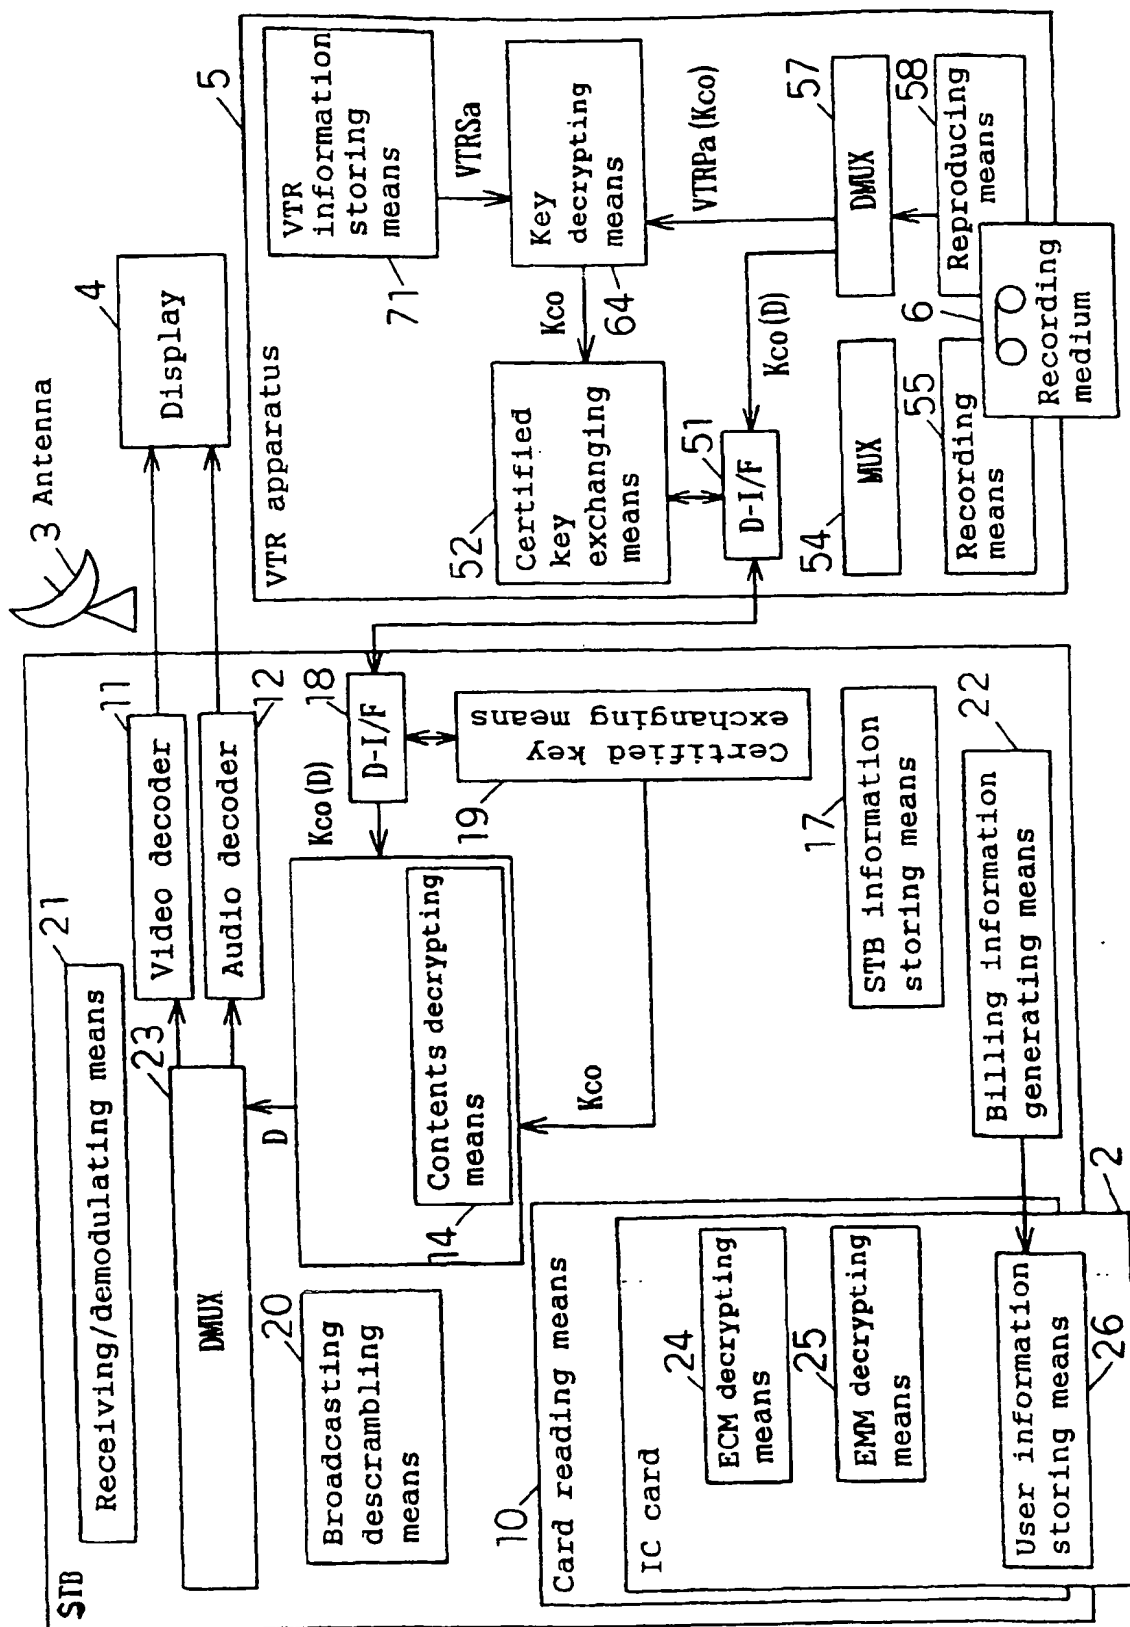 STB
Receiving/demodulating means
21
DMUX
23
Video decoder
11
Audio decoder
12
3 Antenna
4
Display
D
Broadcasting
descrambling
means
20
Contents decrypting
means
14
Kco(D)
D-I/F
18
Certified key
exchanging means
19
Kco
STB information
storing means
17
Billing information
generating means
22
10
Card reading means
IC card
2
ECM decrypting
means
24
EMM decrypting
means
25
User information
storing means
26
VTR apparatus
5
VTR
information
storing
means
71
VTRSa
Key
decrypting
means
64
Kco
Certified
key
exchanging
means
52
VTRPa(Kco)
Kco(D)
D-I/F
51
MUX
54
DMUX
57
Recording
means
55
Reproducing
means
58
6
Recording
medium